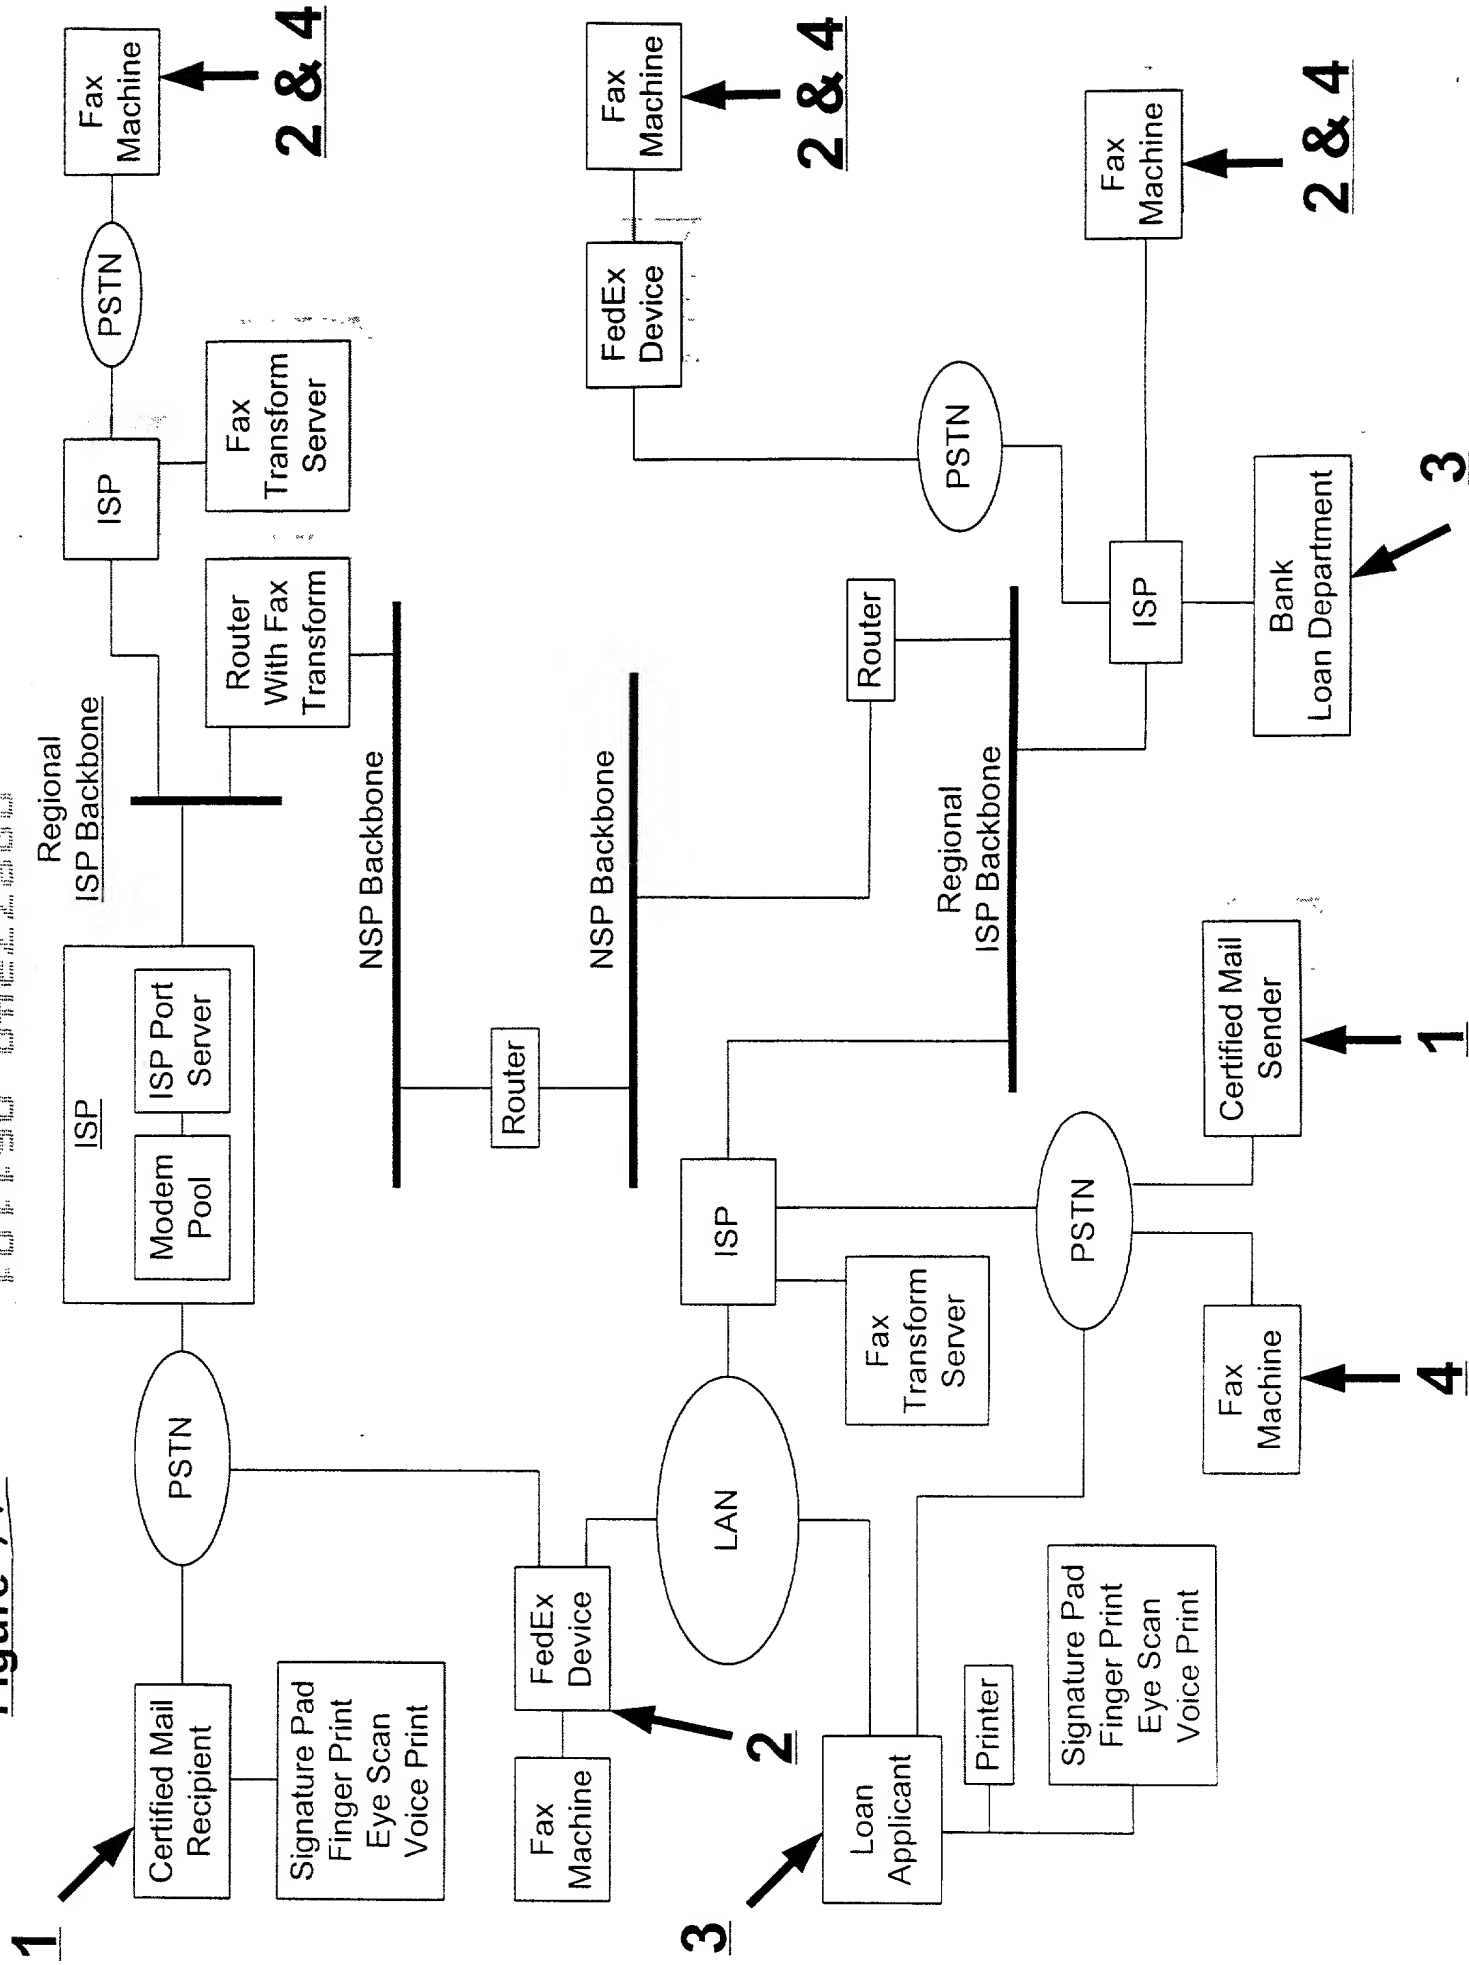 Figure
1
Certified Mail
Recipient
Signature Pad
Finger Print
Eye Scan
Voice Print
PSTN
ISP
Modem
Pool
ISP Port
Server
Regional
ISP Backbone
ISP
PSTN
Fax
Machine
2 & 4
Fax
Transform
Server
Router
With Fax
Transform
NSP Backbone
Router
NSP Backbone
Fax
Machine
FedEx
Device
2
LAN
ISP
Fax
Transform
Server
Router
Regional
ISP Backbone
FedEx
Device
Fax
Machine
2 & 4
PSTN
3
Loan
Applicant
Printer
Signature Pad
Finger Print
Eye Scan
Voice Print
PSTN
Fax
Machine
4
Certified Mail
Sender
1
ISP
Fax
Machine
2 & 4
Bank
Loan Department
3